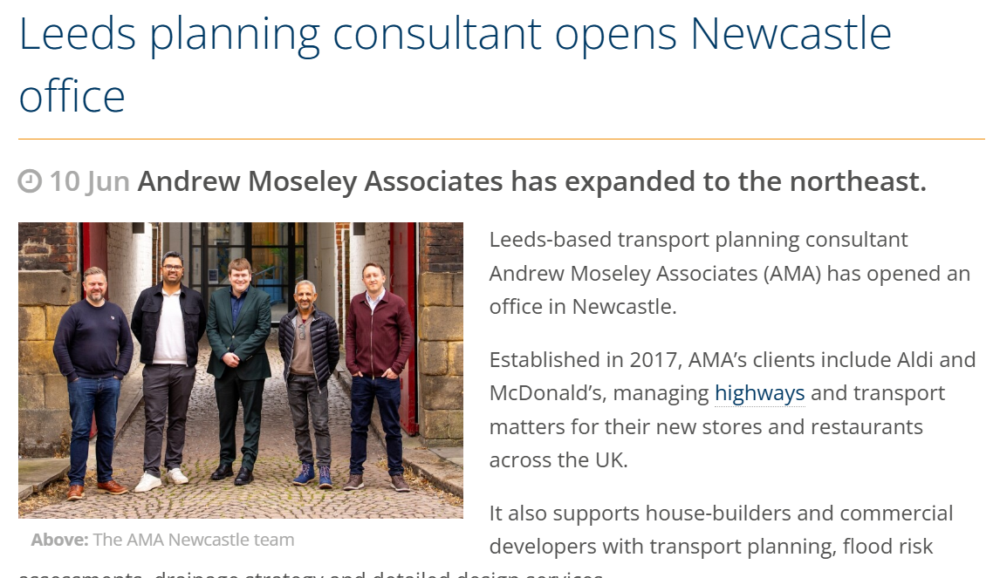 Leeds planning consultant opens Newcastle
office
10 Jun Andrew Moseley Associates has expanded to the northeast.
Leeds-based transport planning consultant
Andrew Moseley Associates (AMA) has opened an
office in Newcastle.
Established in 2017, AMA’s clients include Aldi and
McDonald’s, managing highways and transport
matters for their new stores and restaurants
across the UK.
It also supports house-builders and commercial
developers with transport planning, flood risk
Above: The AMA Newcastle team
assessments, drainage strategy and detailed design services.